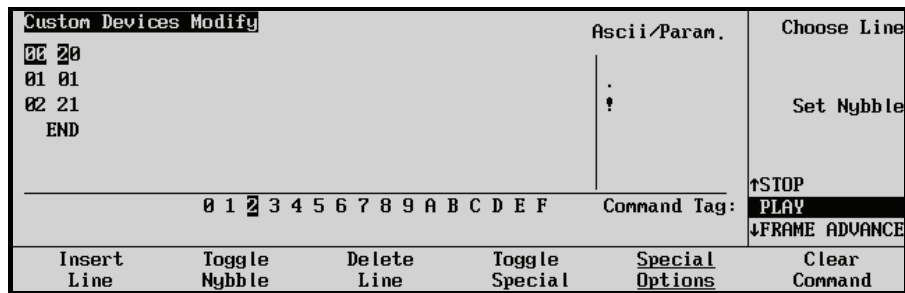 Custom Devices Modify
Ascii/Param.
Choose Line
00 20
01 01 .
02 21 !
END
Set Nybble
0 1 2 3 4 5 6 7 8 9 A B C D E F
Command Tag:
↑STOP
PLAY
↓FRAME ADVANCE
Insert Line
Toggle Nybble
Delete Line
Toggle Special
Special Options
Clear Command